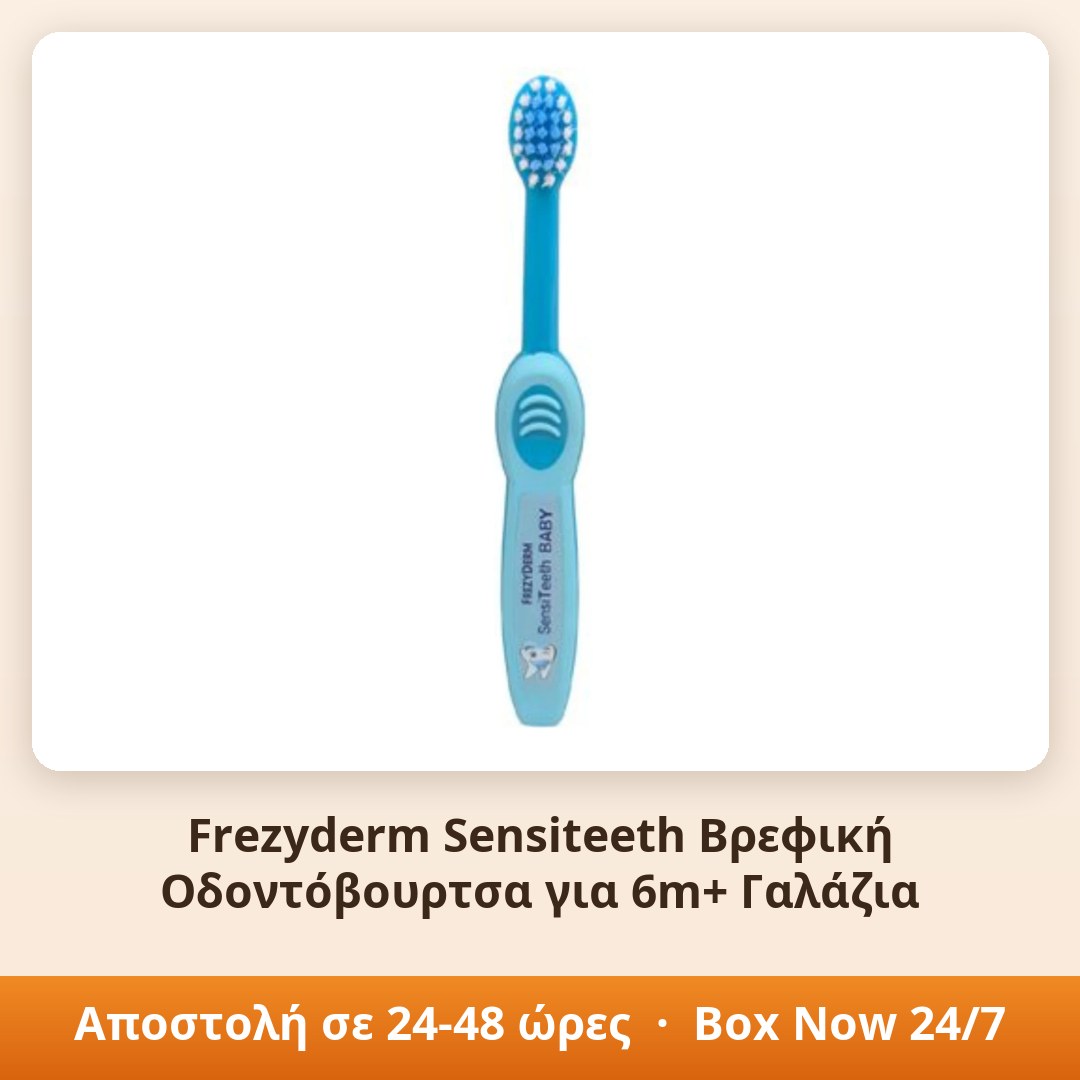 FREZYDERM
SensiTeeth BABY
Frezyderm Sensiteeth Βρεφική
Οδοντόβουρτσα για 6m+ Γαλάζια
Αποστολή σε 24-48 ώρες · Box Now 24/7